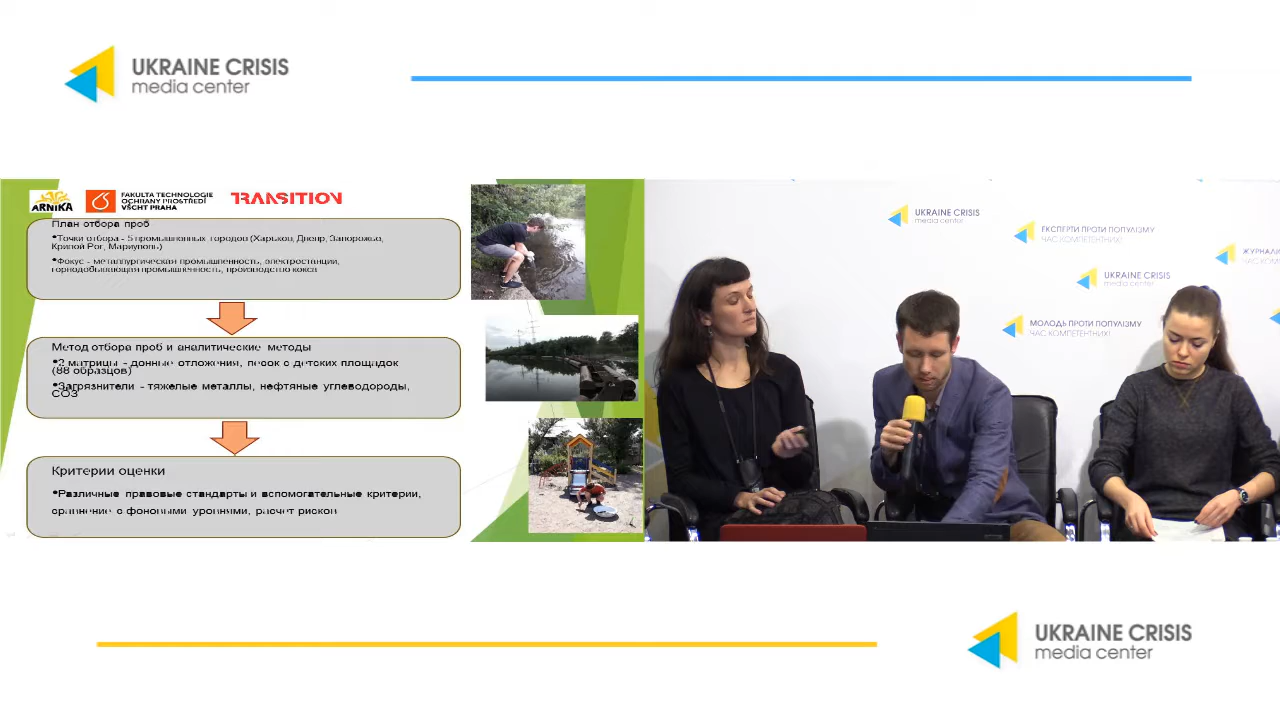 UKRAINE CRISIS
media center
ARNIKA
FAKULTA TECHNOLOGIE
OCHRANY PROSTŘEDÍ
VŠCHT PRAHA
TRANSITION
План отбора проб
•Точки отбора - 5 промышленных городов (Харьков, Днепр, Запорожье,
Кривой Рог, Мариуполь)
•Фокус - металлургическая промышленность, электростанции,
горнодобывающая промышленность, производство кокса
Метод отбора проб и аналитические методы
•2 матрицы - донные отложения, песок с детских площадок
(88 образцов)
•Загрязнители - тяжелые металлы, нефтяные углеводороды,
СОЗ
Критерии оценки
•Различные правовые стандарты и вспомогательные критерии,
сравнение с фоновыми уровнями, расчет рисков
UKRAINE CRISIS
media center
ЕКСПЕРТИ ПРОТИ ПОПУЛІЗМУ
ЧАС КОМПЕТЕНТНИХ!
UKRAINE CRISIS
media center
МОЛОДЬ ПРОТИ ПОПУЛІЗМУ
ЧАС КОМПЕТЕНТНИХ!
UKRAINE CRISIS
media center